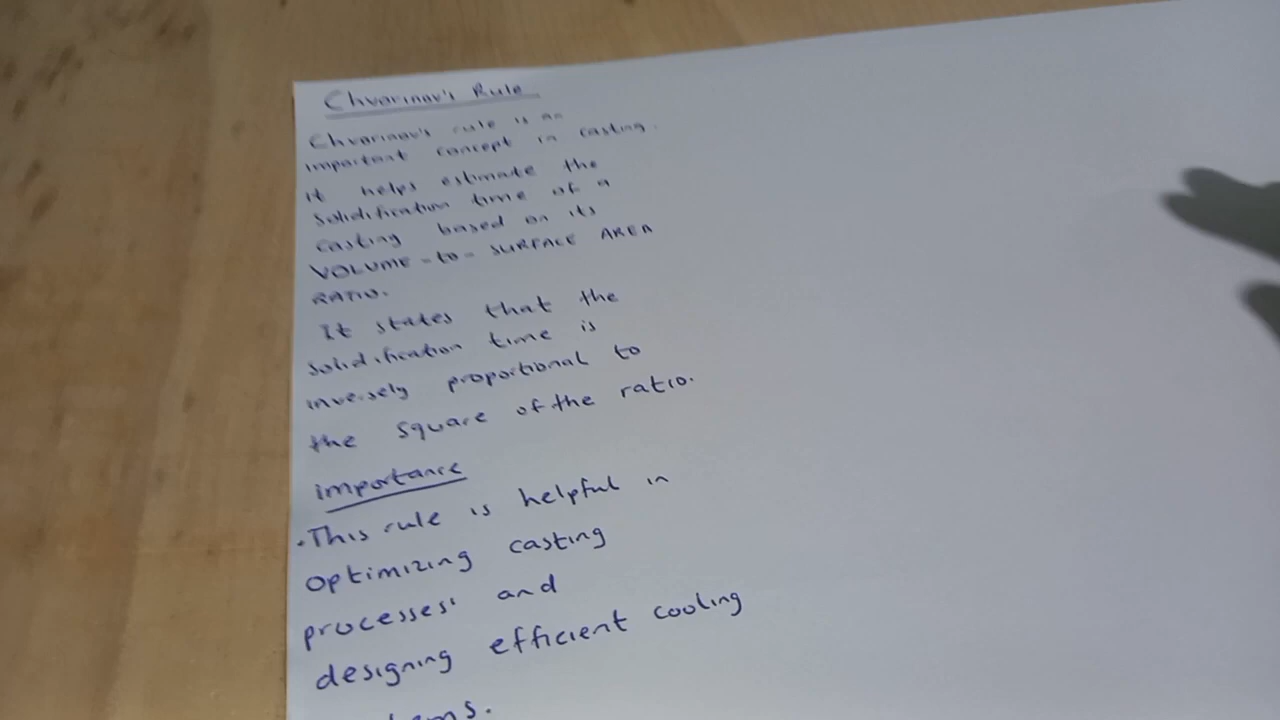 Chvorinov's Rule
Chvorinov's rule is an
important concept in casting.
it helps estimate the
solidification time of a
casting based on its
VOLUME-to-SURFACE AREA
RATIO.
It states that the
solidification time is
inversely proportional to
the square of the ratio.
importance
.This rule is helpful in
optimizing casting
processes' and
designing efficient cooling